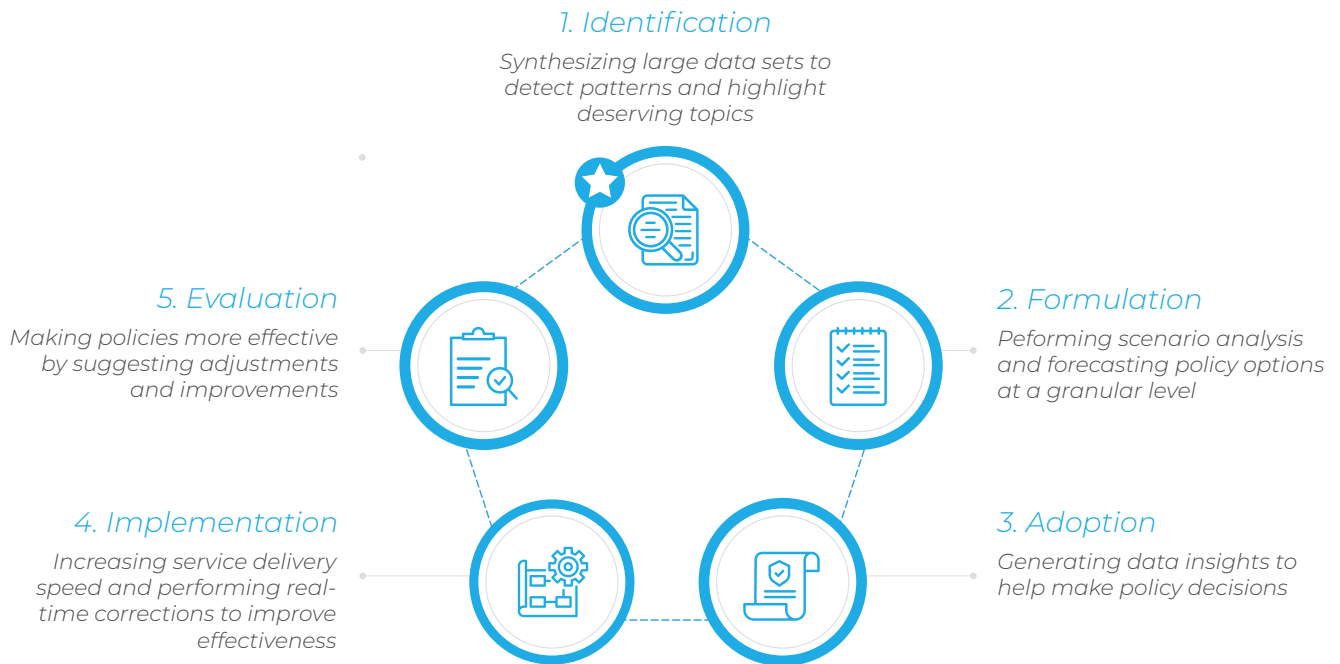 1. Identification
Synthesizing large data sets to
detect patterns and highlight
deserving topics
2. Formulation
Peforming scenario analysis
and forecasting policy options
at a granular level
3. Adoption
Generating data insights to
help make policy decisions
4. Implementation
Increasing service delivery
speed and performing real-
time corrections to improve
effectiveness
5. Evaluation
Making policies more effective
by suggesting adjustments
and improvements